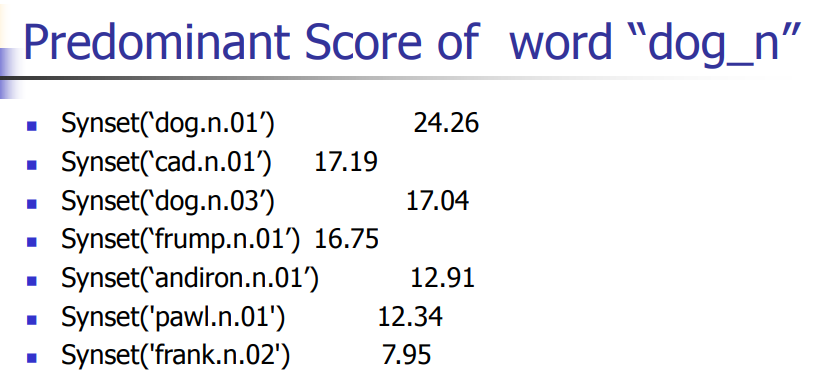 Predominant Score of word “dog_n”
Synset(‘dog.n.01’) 24.26
Synset(‘cad.n.01’) 17.19
Synset(‘dog.n.03’) 17.04
Synset(‘frump.n.01’) 16.75
Synset(‘andiron.n.01’) 12.91
Synset('pawl.n.01') 12.34
Synset('frank.n.02') 7.95